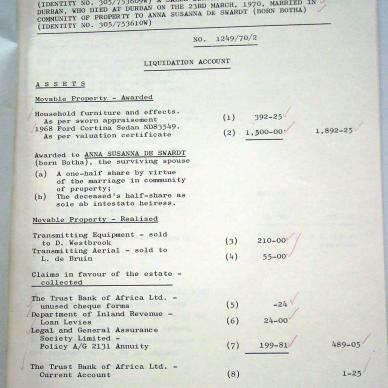 (IDENTITY NO. 305/753609W) A
DURBAN, WHO DIED AT DURBAN ON THE 23RD MARCH, 1970, MARRIED IN
COMMUNITY OF PROPERTY TO ANNA SUSANNA DE SWARDT (BORN BOTHA)
(IDENTITY NO. 305/753610W)
NO. 1249/70/2
LIQUIDATION ACCOUNT
ASSETS
Movable Property - Awarded
Household furniture and effects.
As per sworn appraisement (1) 392-25
1968 Ford Cortina Sedan ND83549.
As per valuation certificate (2) 1,500-00 1,892-25
Awarded to ANNA SUSANNA DE SWARDT
(born Botha), the surviving spouse
(a) A one-half share by virtue
of the marriage in community
of property;
(b) The deceased's half-share as
sole ab intestato heiress.
Movable Property - Realised
Transmitting Equipment - sold
to D. Westbrook (3) 210-00
Transmitting Aerial - sold to
L. de Bruin (4) 55-00
Claims in favour of the estate -
collected
The Trust Bank of Africa Ltd. -
unused cheque forms (5) -24
Department of Inland Revenue -
Loan Levies (6) 24-00
Legal and General Assurance
Society Limited -
Policy A/G 2131 Annuity (7) 199-81 489-05
The Trust Bank of Africa Ltd. -
Current Account (8) 1-25